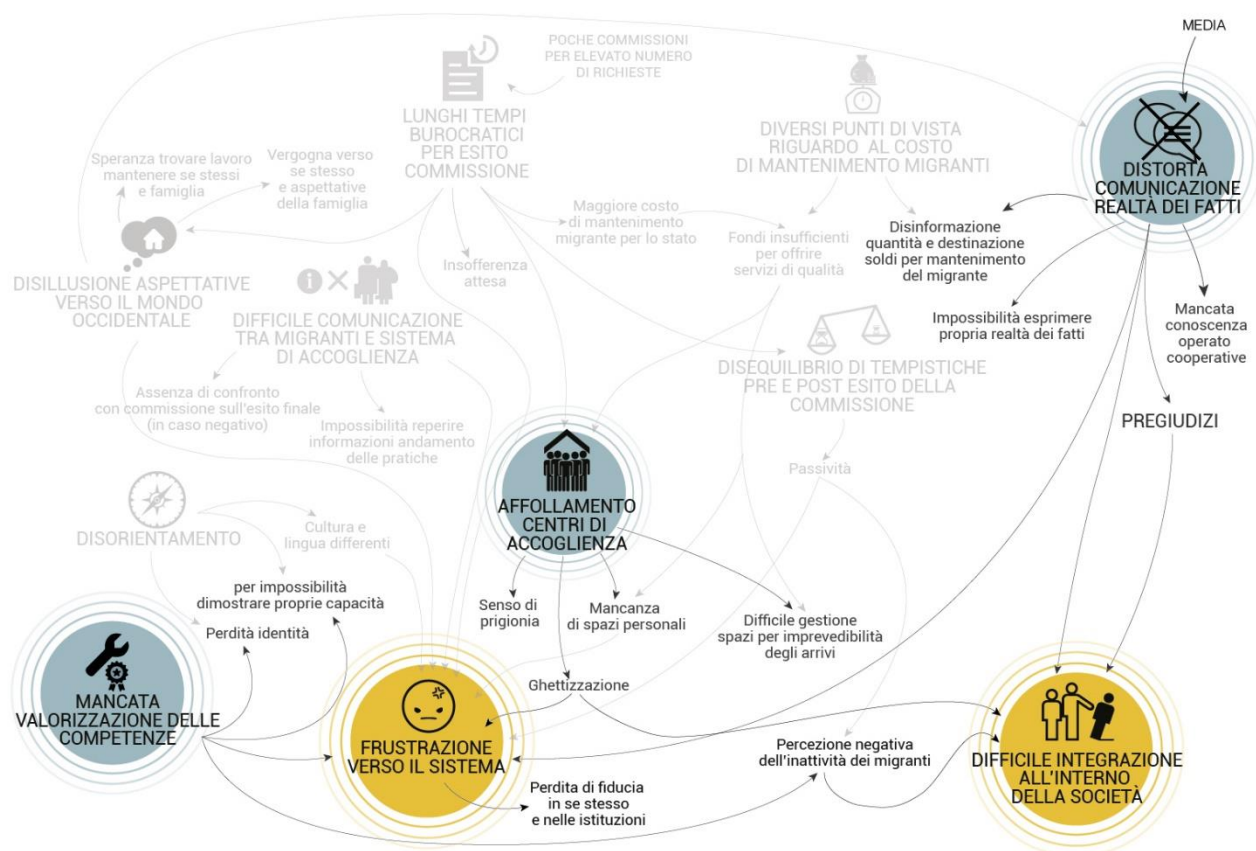 MEDIA
POCHE COMMISSIONI
PER ELEVATO NUMERO
DI RICHIESTE
LUNGHI TEMPI
BUROCRATICI
PER ESITO
COMMISSIONE
DIVERSI PUNTI DI VISTA
RIGUARDO AL COSTO
DI MANTENIMENTO MIGRANTI
DISTORTA
COMUNICAZIONE
REALTÀ DEI FATTI
Speranza trovare lavoro
mantenere se stessi
e famiglia
Vergogna verso
se stesso
e aspettative
della famiglia
Maggiore costo
di mantenimento
migrante per lo stato
Fondi insufficienti
per offrire
servizi di qualità
Disinformazione
quantità e destinazione
soldi per mantenimento
del migrante
Insofferenza
attesa
DISILLUSIONE ASPETTATIVE
VERSO IL MONDO
OCCIDENTALE
DIFFICILE COMUNICAZIONE
TRA MIGRANTI E SISTEMA
DI ACCOGLIENZA
Impossibilità esprimere
propria realtà dei fatti
Mancata
conoscenza
operato
cooperative
DISEQUILIBRIO DI TEMPISTICHE
PRE E POST ESITO DELLA
COMMISSIONE
Assenza di confronto
con commissione sull'esito finale
(in caso negativo)
Impossibilità reperire
informazioni andamento
delle pratiche
PREGIUDIZI
Passività
AFFOLLAMENTO
CENTRI DI
ACCOGLIENZA
DISORIENTAMENTO
Cultura e
lingua differenti
per impossibilità
dimostrare proprie capacità
Perdità identità
Senso di
prigionia
Mancanza
di spazi personali
Difficile gestione
spazi per imprevedibilità
degli arrivi
Ghettizzazione
MANCATA
VALORIZZAZIONE DELLE
COMPETENZE
FRUSTRAZIONE
VERSO IL SISTEMA
Percezione negativa
dell'inattività dei migranti
DIFFICILE INTEGRAZIONE
ALL'INTERNO
DELLA SOCIETÀ
Perdita di fiducia
in se stesso
e nelle istituzioni